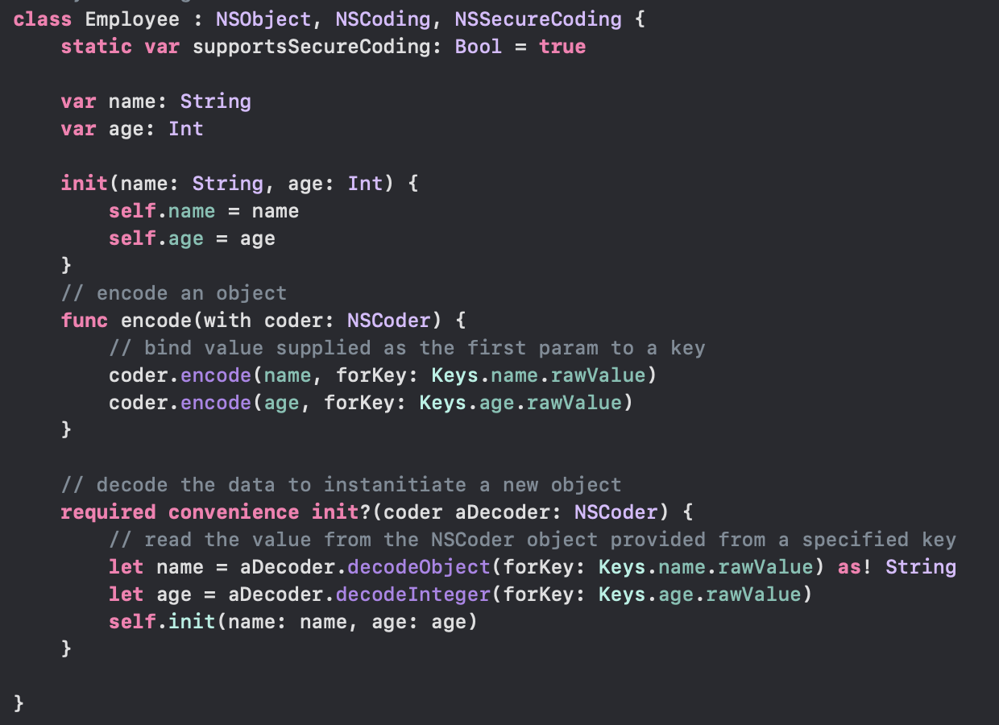 class Employee : NSObject, NSCoding, NSSecureCoding {
    static var supportsSecureCoding: Bool = true

    var name: String
    var age: Int

    init(name: String, age: Int) {
        self.name = name
        self.age = age
    }
    // encode an object
    func encode(with coder: NSCoder) {
        // bind value supplied as the first param to a key
        coder.encode(name, forKey: Keys.name.rawValue)
        coder.encode(age, forKey: Keys.age.rawValue)
    }

    // decode the data to instanitiate a new object
    required convenience init?(coder aDecoder: NSCoder) {
        // read the value from the NSCoder object provided from a specified key
        let name = aDecoder.decodeObject(forKey: Keys.name.rawValue) as! String
        let age = aDecoder.decodeInteger(forKey: Keys.age.rawValue)
        self.init(name: name, age: age)
    }

}